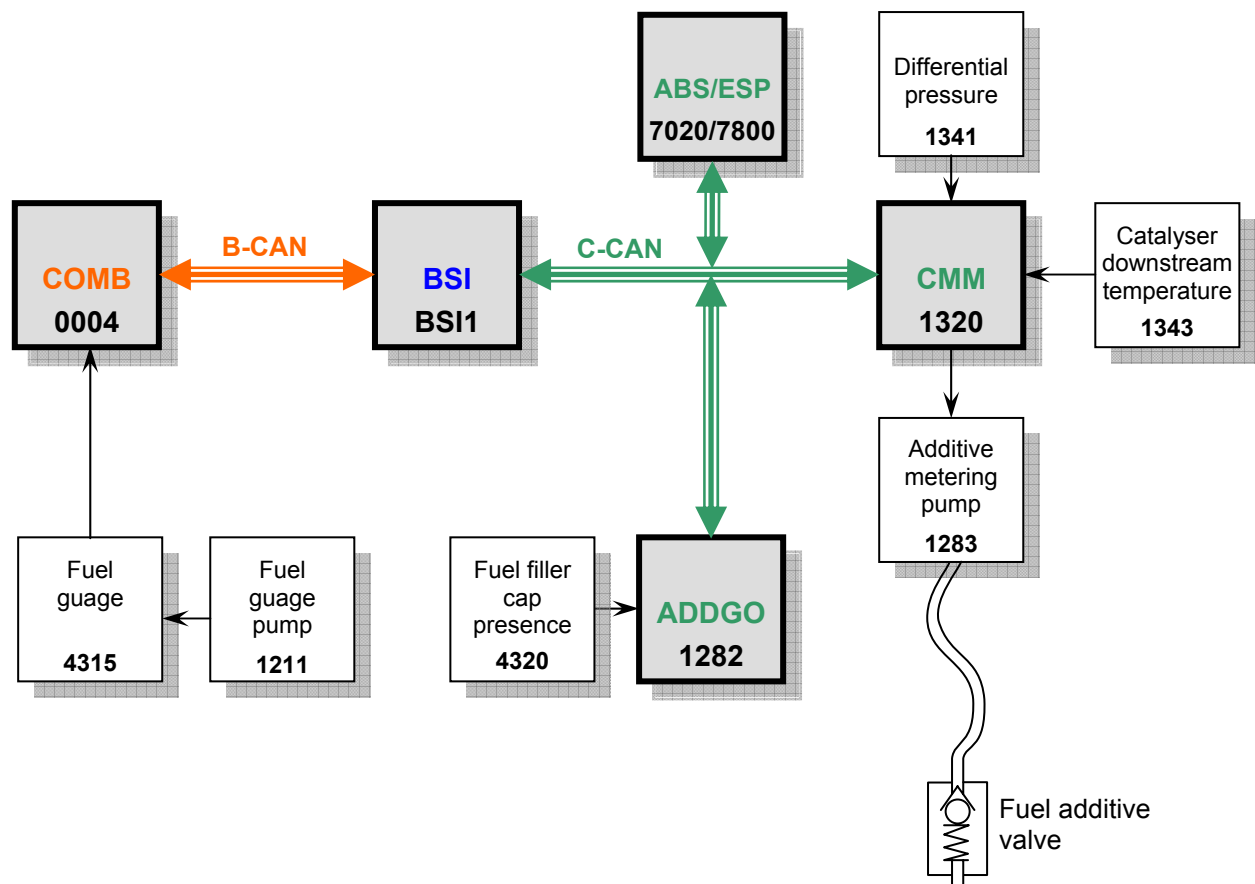 ABS/ESP
7020/7800
Differential
pressure
1341
COMB
0004
B-CAN
BSI
BSI1
C-CAN
CMM
1320
Catalyser
downstream
temperature
1343
Additive
metering
pump
1283
Fuel
guage
4315
Fuel
guage
pump
1211
Fuel filler
cap
presence
4320
ADDGO
1282
Fuel additive
valve